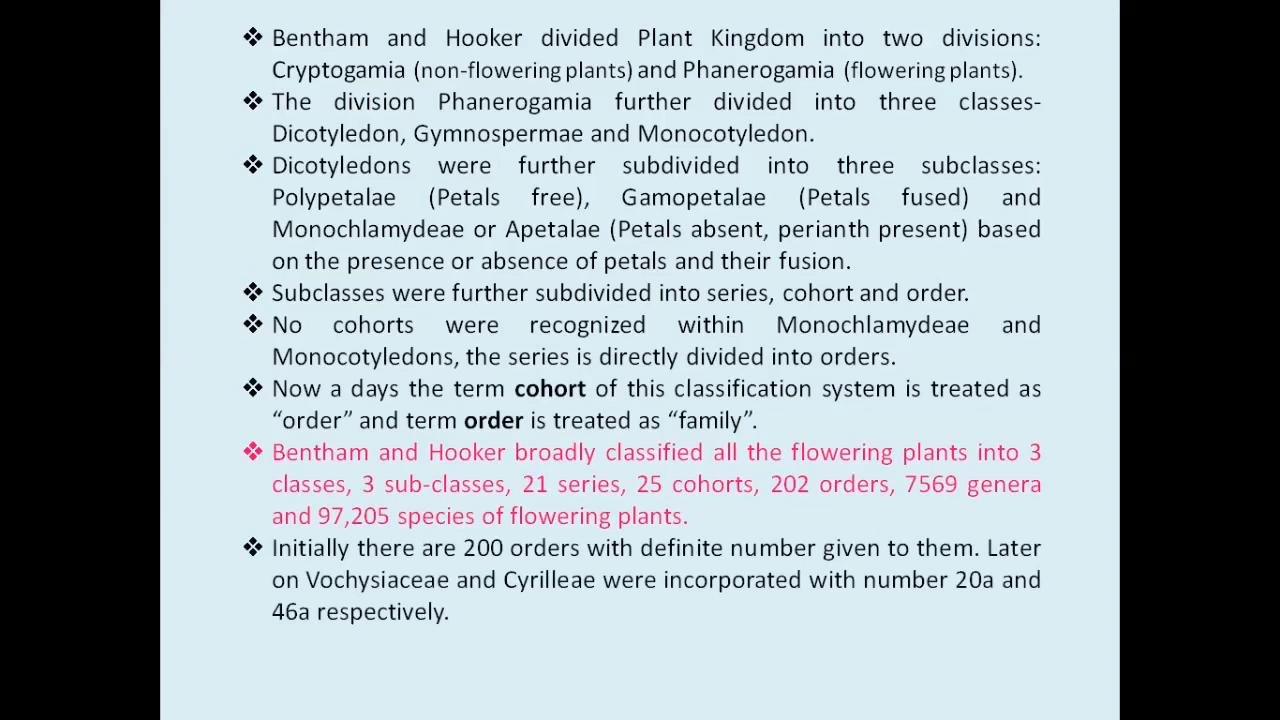 ❖ Bentham and Hooker divided Plant Kingdom into two divisions:
Cryptogamia (non-flowering plants) and Phanerogamia (flowering plants).
❖ The division Phanerogamia further divided into three classes-
Dicotyledon, Gymnospermae and Monocotyledon.
❖ Dicotyledons were further subdivided into three subclasses:
Polypetalae (Petals free), Gamopetalae (Petals fused) and
Monochlamydeae or Apetalae (Petals absent, perianth present) based
on the presence or absence of petals and their fusion.
❖ Subclasses were further subdivided into series, cohort and order.
❖ No cohorts were recognized within Monochlamydeae and
Monocotyledons, the series is directly divided into orders.
❖ Now a days the term cohort of this classification system is treated as
“order” and term order is treated as “family”.
❖ Bentham and Hooker broadly classified all the flowering plants into 3
classes, 3 sub-classes, 21 series, 25 cohorts, 202 orders, 7569 genera
and 97,205 species of flowering plants.
❖ Initially there are 200 orders with definite number given to them. Later
on Vochysiaceae and Cyrilleae were incorporated with number 20a and
46a respectively.